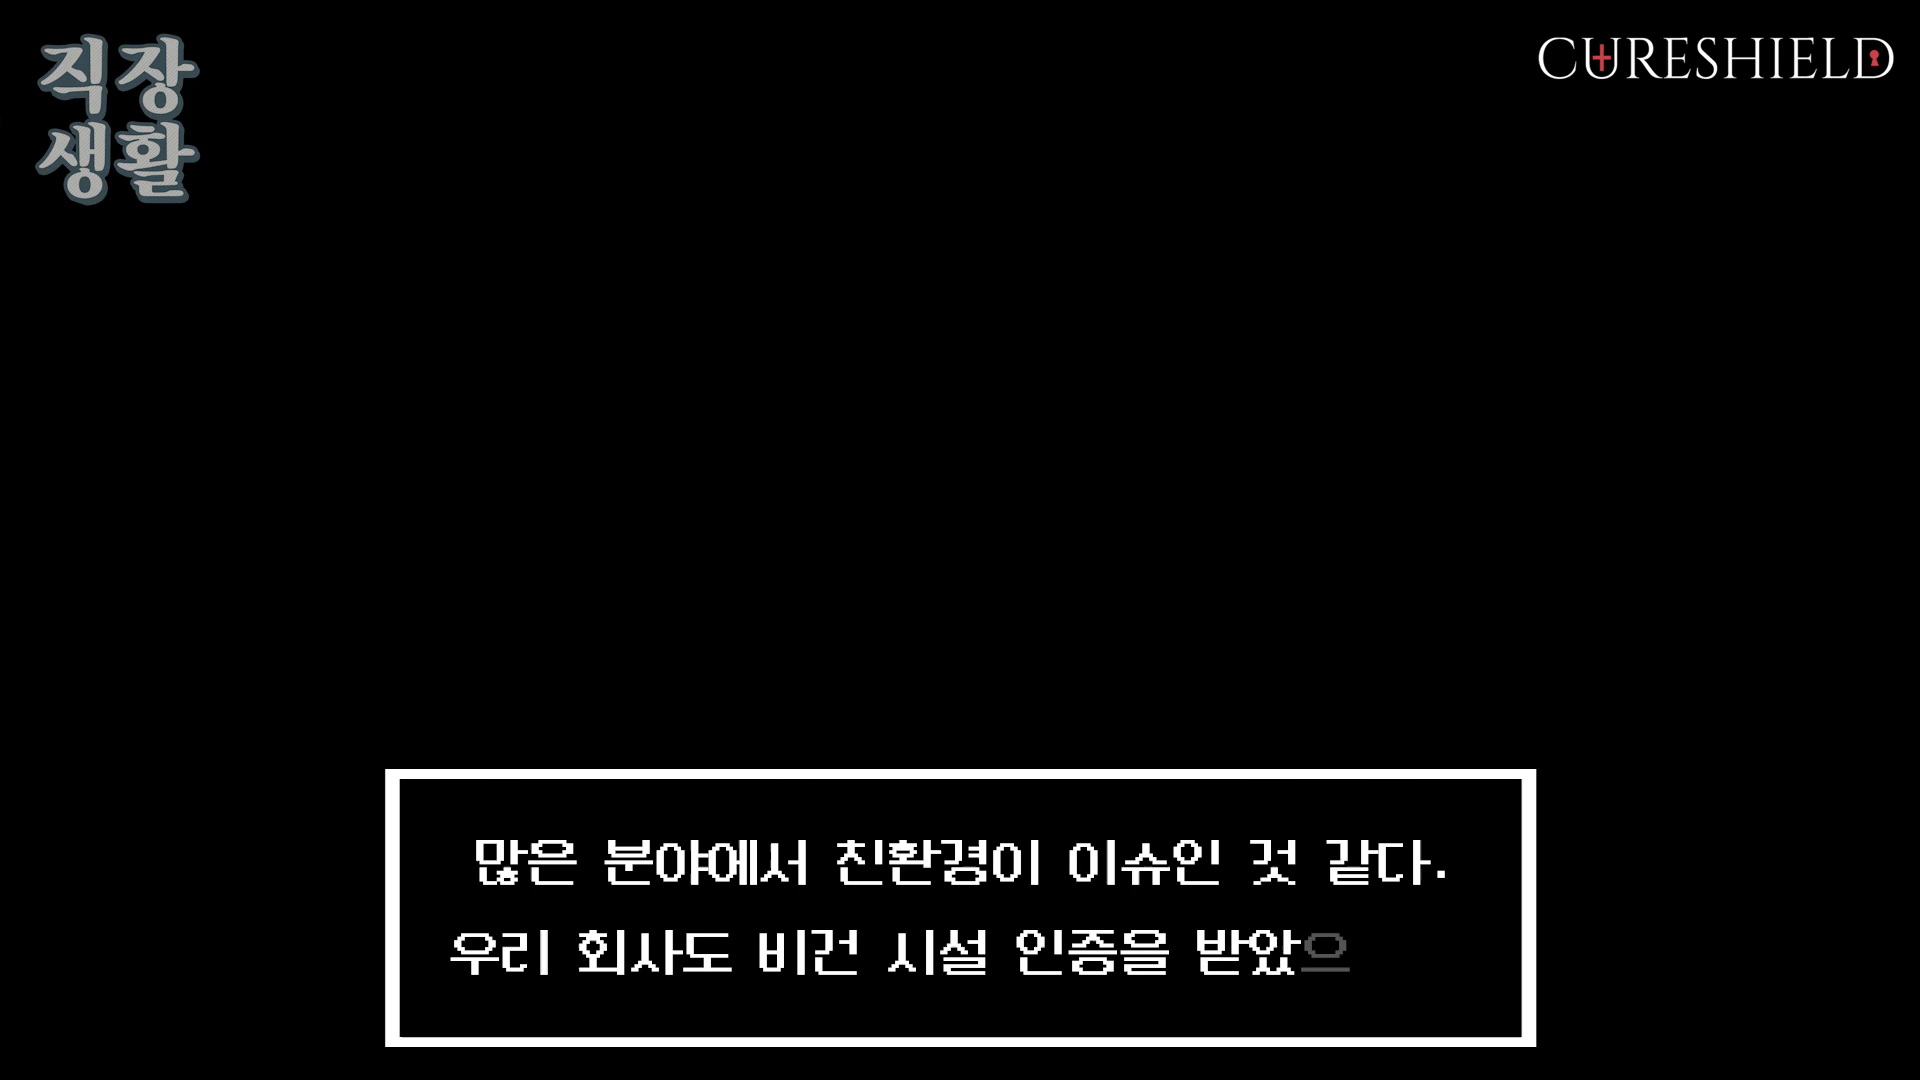 직장
생활
CURESHIELD
많은 분야에서 친환경이 이슈인 것 같다.
우리 회사도 비건 시설 인증을 받았으